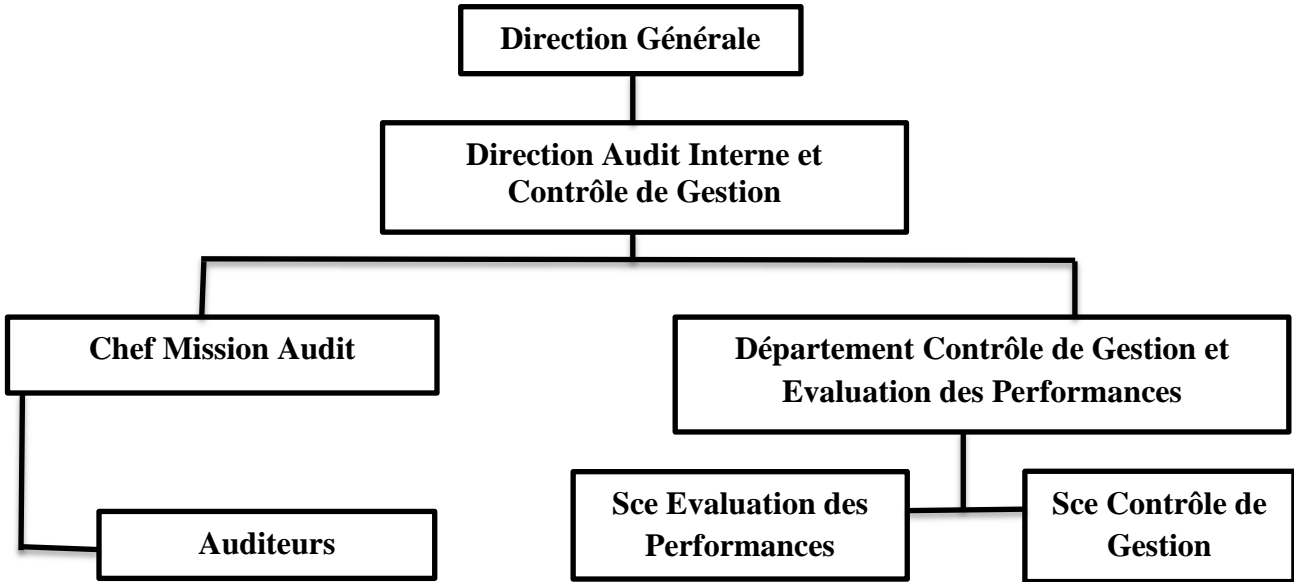 Direction Générale
Direction Audit Interne et
Contrôle de Gestion
Chef Mission Audit
Département Contrôle de Gestion et
Evaluation des Performances
Sce Evaluation des
Performances
Sce Contrôle de
Gestion
Auditeurs